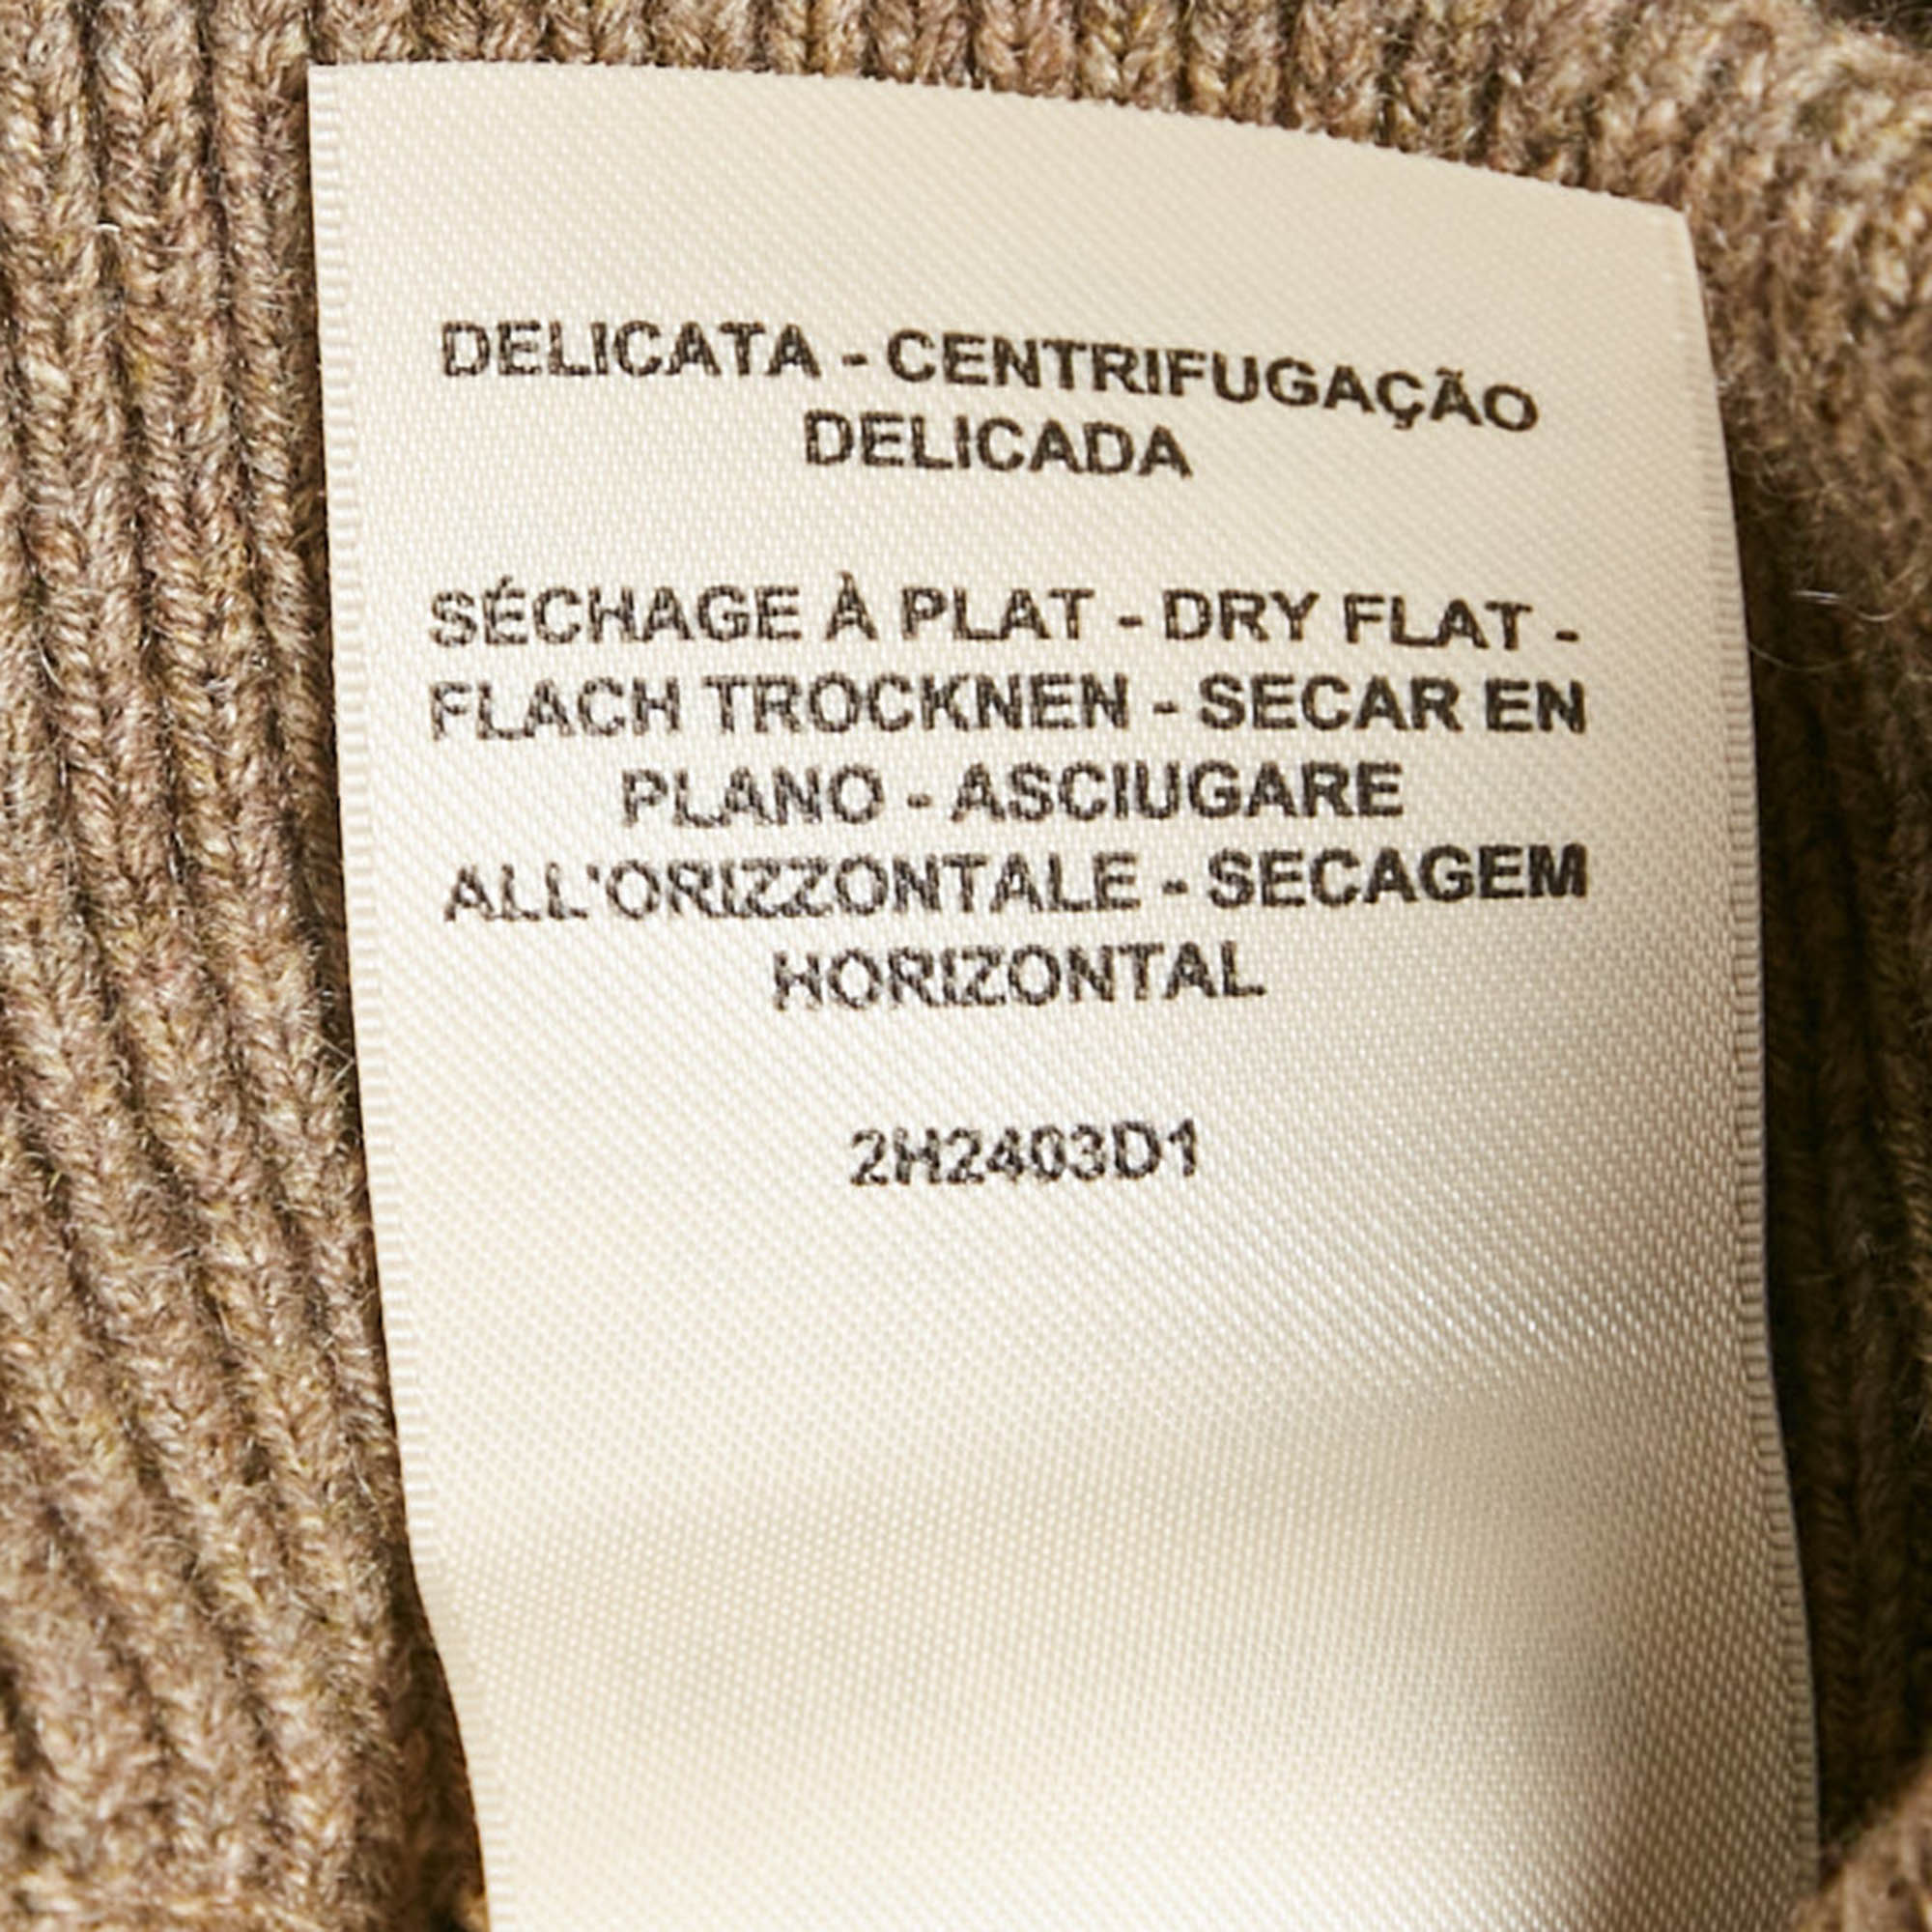 DELICATA - CENTRIFUGAÇÃO
DELICADA
SÉCHAGE À PLAT - DRY FLAT -
FLACH TROCKNEN - SECAR EN
PLANO - ASCIUGARE
ALL'ORIZZONTALE - SECAGEM
HORIZONTAL
2H2403D1